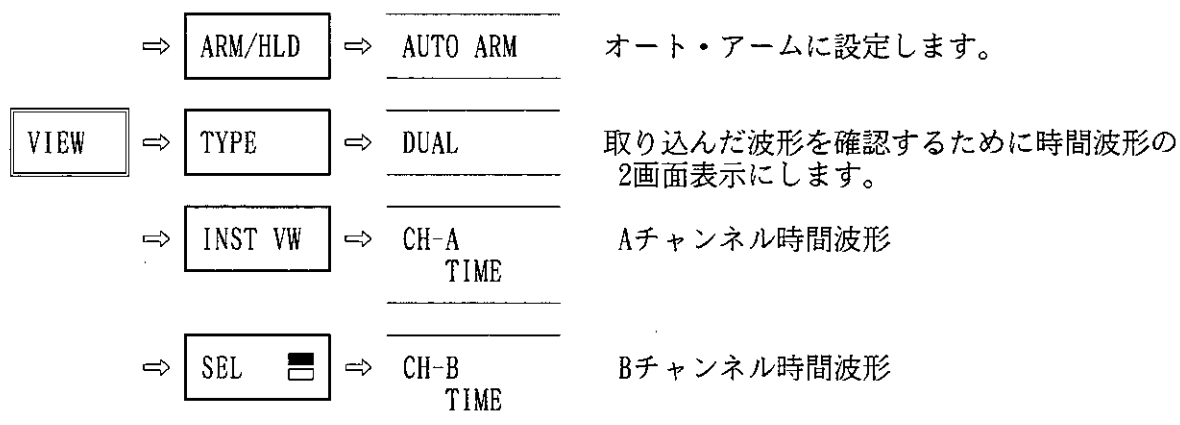 ⇨ ARM/HLD ⇨ AUTO ARM オート・アームに設定します。
VIEW ⇨ TYPE ⇨ DUAL 取り込んだ波形を確認するために時間波形の
2画面表示にします。
⇨ INST VW ⇨ CH-A Aチャンネル時間波形
TIME
⇨ SEL ⇨ CH-B Bチャンネル時間波形
TIME